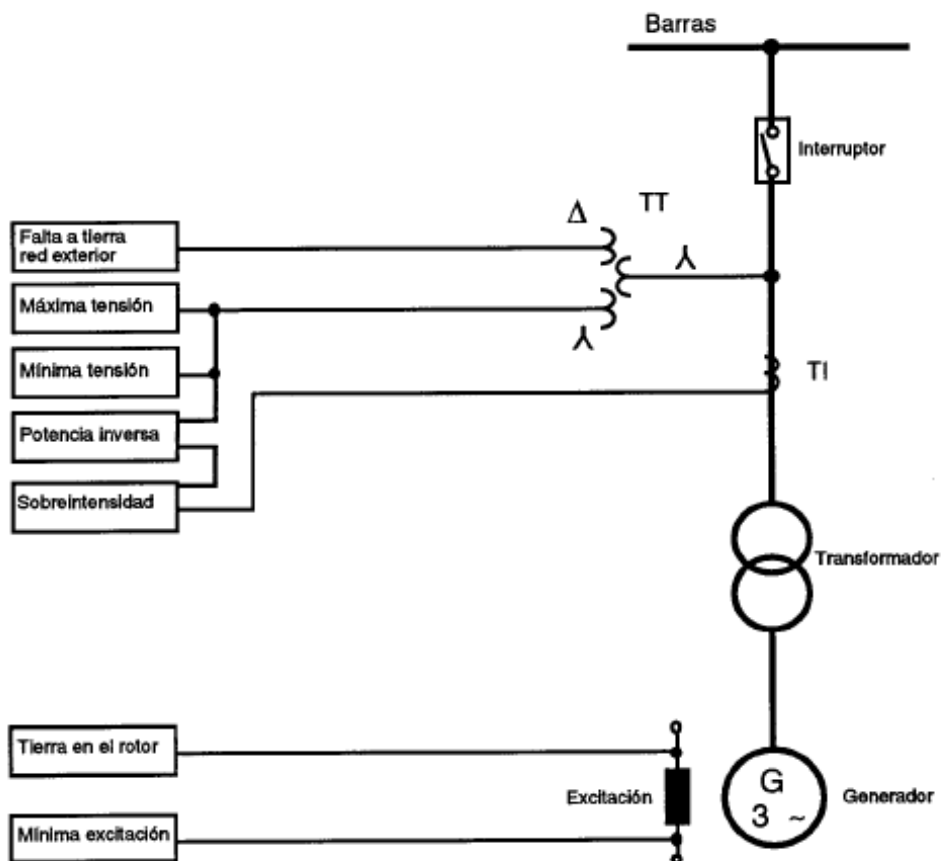 Barras
Interruptor
Δ
TT
Falta a tierra
red exterior
Máxima tensión
Mínima tensión
TI
Potencia inversa
Sobreintensidad
Transformador
Tierra en el rotor
Excitación
G
3 ~
Generador
Mínima excitación